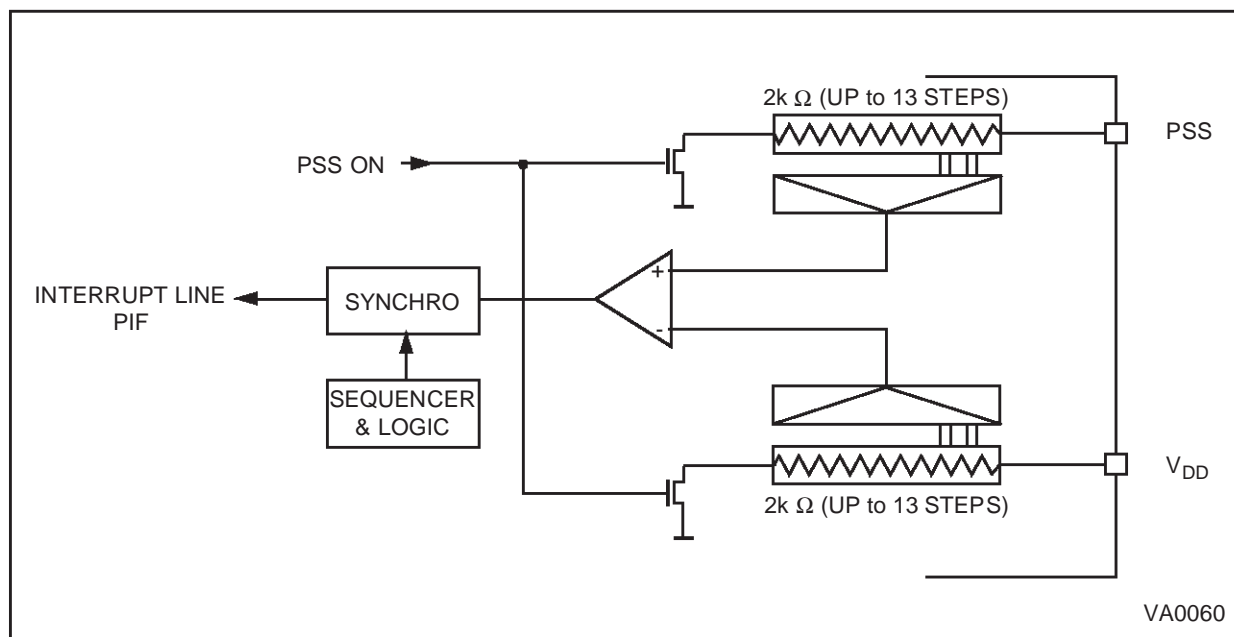 2k Ω (UP to 13 STEPS)
PSS
PSS ON
+
INTERRUPT LINE
PIF
SYNCHRO
-
SEQUENCER
& LOGIC
V_DD
2k Ω (UP to 13 STEPS)
VA0060